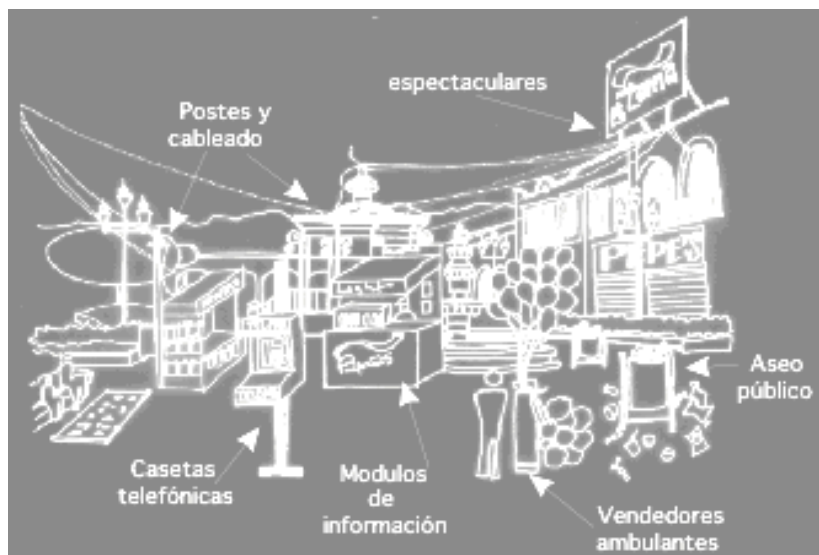 espectaculares
Postes y
cableado
PEPES
Aseo
público
Casetas
telefónicas
Modulos
de
información
Vendedores
ambulantes